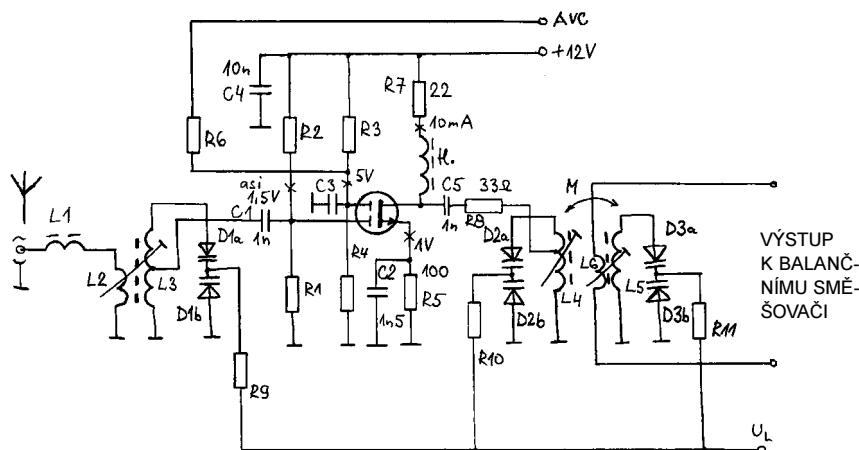 AVC
+12V
10n
C4
R7
22
10mA
R6
R2
R3
Tl.
asi
1,5V
C3
5V
C5
33Ω
M
L1
C1
1n
D1a
1n
R8
D2a
D3a
L2
L3
R4
1V
L6
L4
L5
VÝSTUP
K BALANČ-
NÍMU SMĚ-
ŠOVAČI
D1b
R1
C2
100
R5
1n5
D2b
D3b
R11
R10
R9
UL